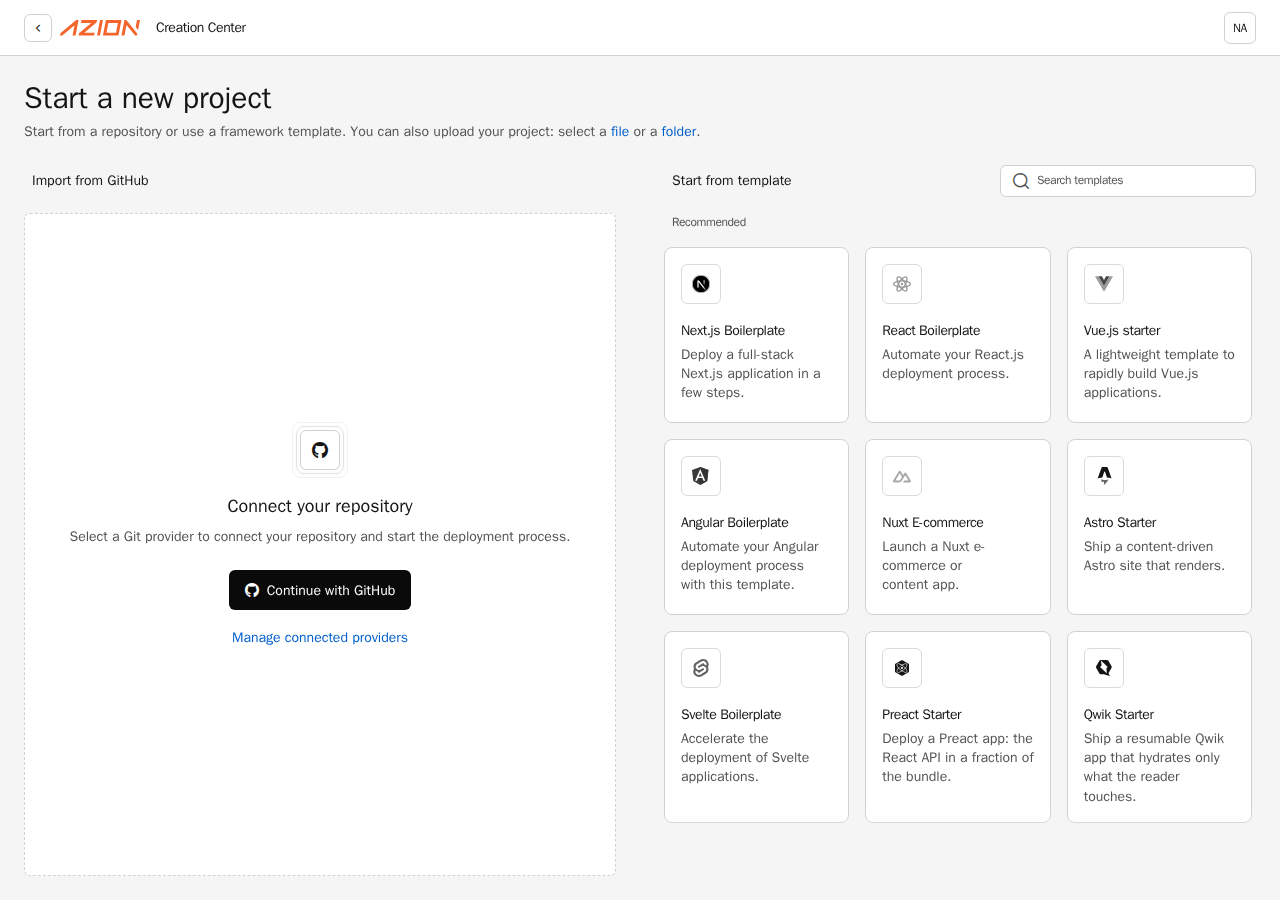 AZION
Creation Center
NA
Start a new project
Start from a repository or use a framework template. You can also upload your project: select a file or a folder.
Import from GitHub
Connect your repository
Select a Git provider to connect your repository and start the deployment process.
Continue with GitHub
Manage connected providers
Start from template
Search templates
Recommended
Next.js Boilerplate
Deploy a full-stack
Next.js application in a
few steps.
React Boilerplate
Automate your React.js
deployment process.
Vue.js starter
A lightweight template to
rapidly build Vue.js
applications.
Angular Boilerplate
Automate your Angular
deployment process
with this template.
Nuxt E-commerce
Launch a Nuxt e-
commerce or
content app.
Astro Starter
Ship a content-driven
Astro site that renders.
Svelte Boilerplate
Accelerate the
deployment of Svelte
applications.
Preact Starter
Deploy a Preact app: the
React API in a fraction of
the bundle.
Qwik Starter
Ship a resumable Qwik
app that hydrates only
what the reader
touches.